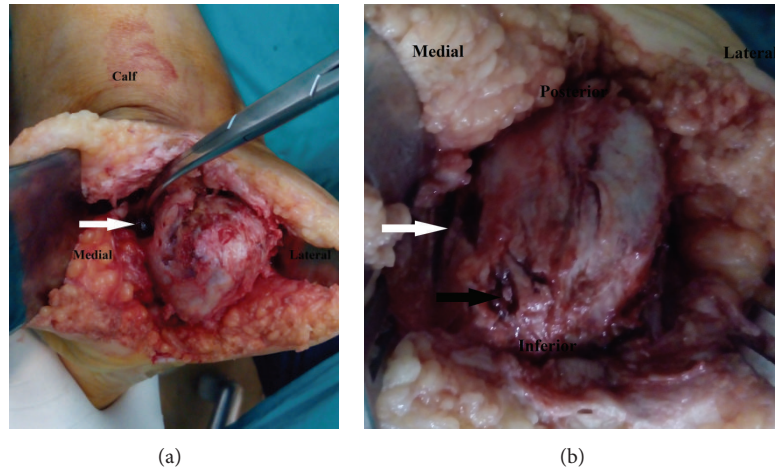 Calf
Medial
Lateral
Medial
Lateral
Posterior
Inferior
(a)
(b)